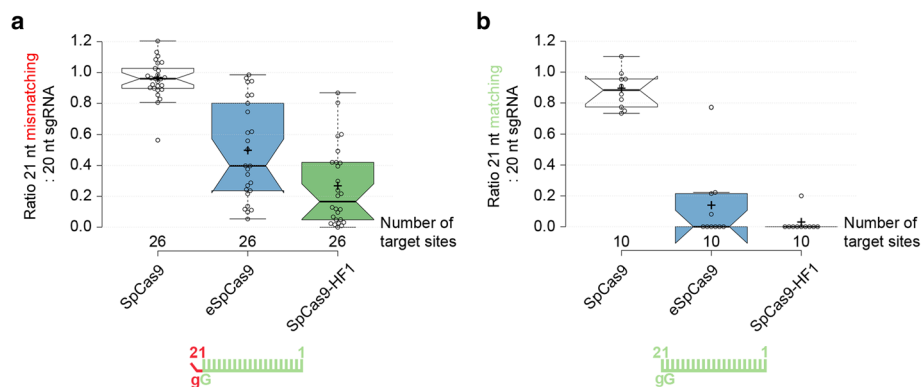 a
Ratio 21 nt mismatching
: 20 nt sgRNA
1.2
1.0
0.8
0.6
0.4
0.2
0.0
26 26 26
Number of
target sites
SpCas9
eSpCas9
SpCas9-HF1
21 1
gG
b
Ratio 21 nt matching
: 20 nt sgRNA
1.2
1.0
0.8
0.6
0.4
0.2
0.0
10 10 10
Number of
target sites
SpCas9
eSpCas9
SpCas9-HF1
21 1
gG